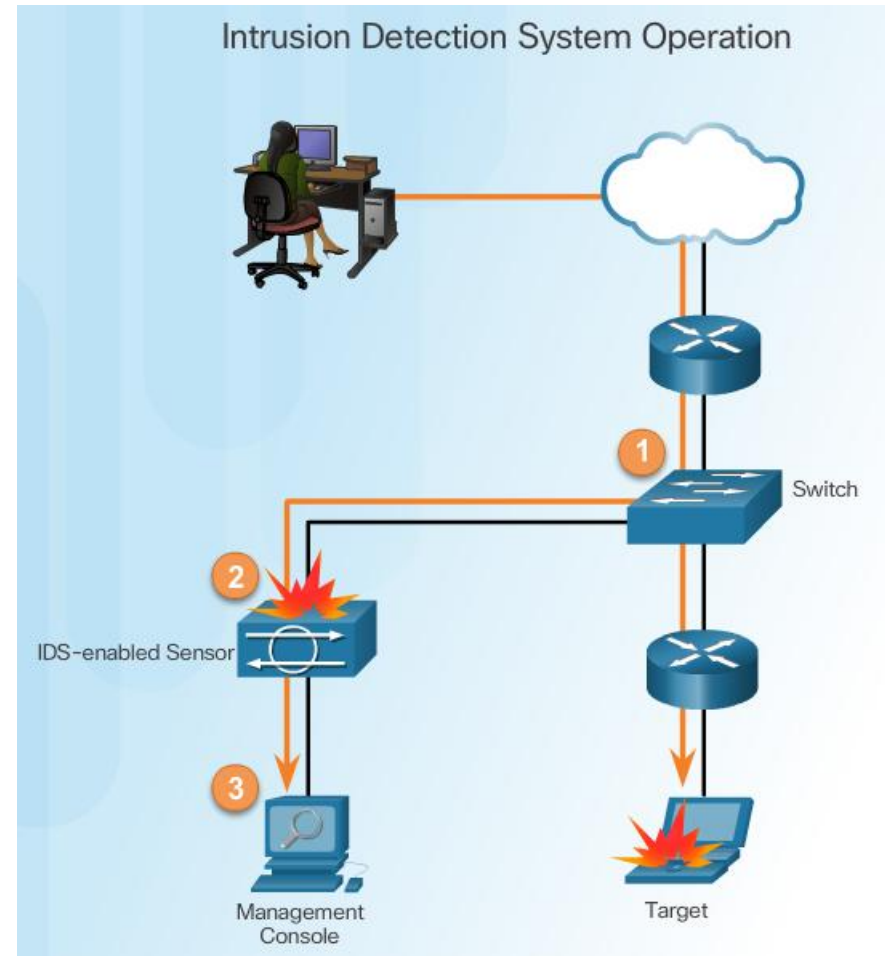 Intrusion Detection System Operation
1
Switch
2
IDS-enabled Sensor
3
Management
Console
Target